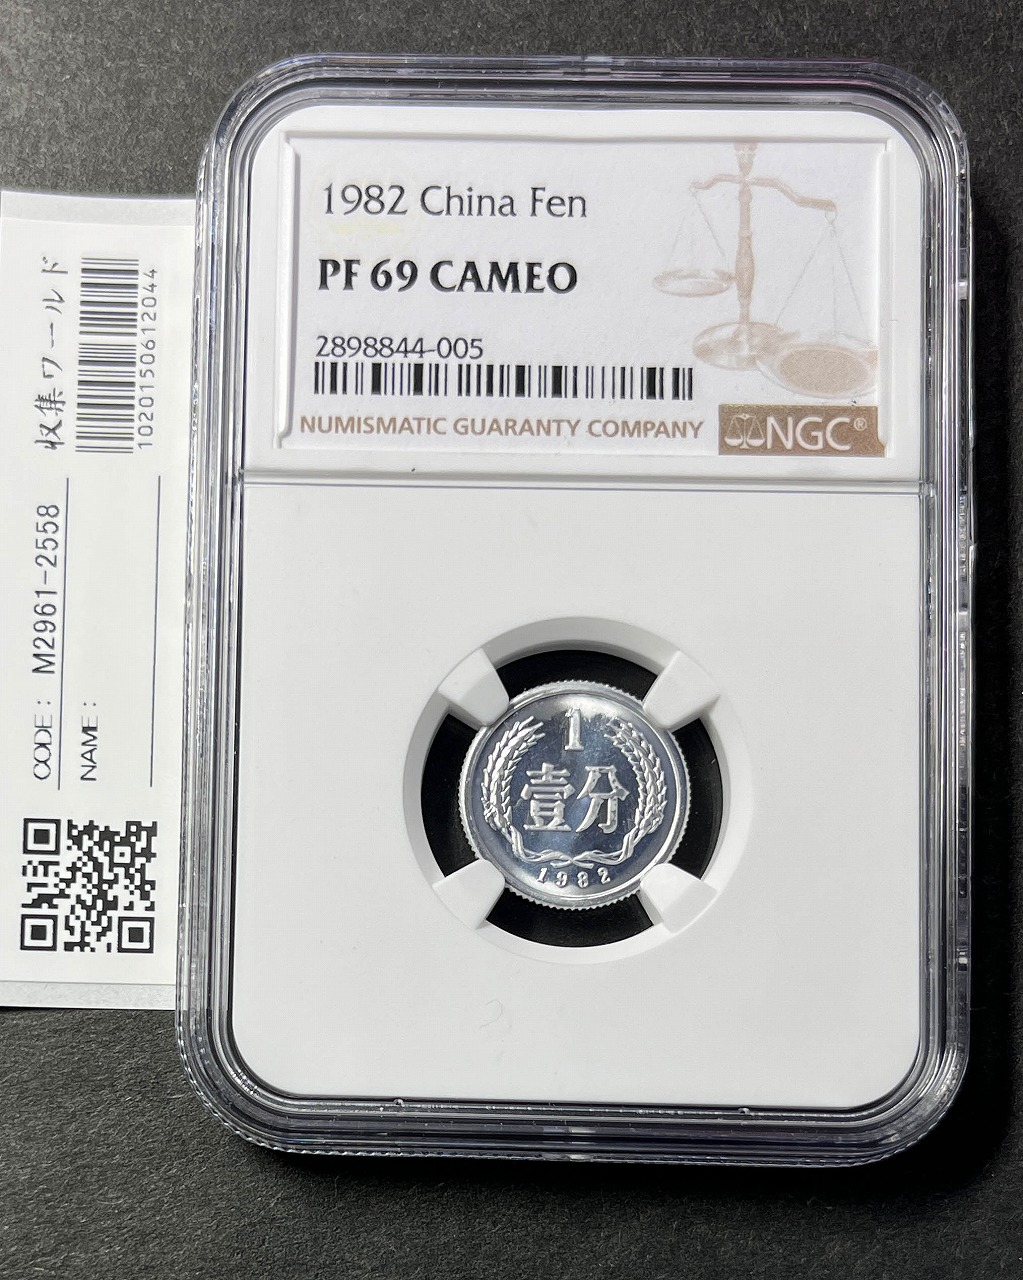 1982 China Fen
PF 69 CAMEO
2898844-005
NUMISMATIC GUARANTY COMPANY
NGC®
1
壹分
1982
収集ワールド
1020150612044
CODE: M2961-2558
NAME: